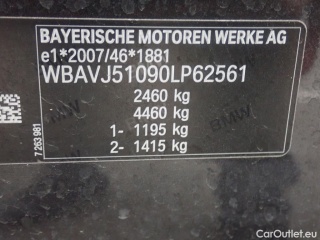 BAYERISCHE MOTOREN WERKE AG
e1*2007/46*1881
WBAVJ51090LP62561
2460 kg
4460 kg
1- 1195 kg
2- 1415 kg
7 263 981
BMW
CarOutlet.eu